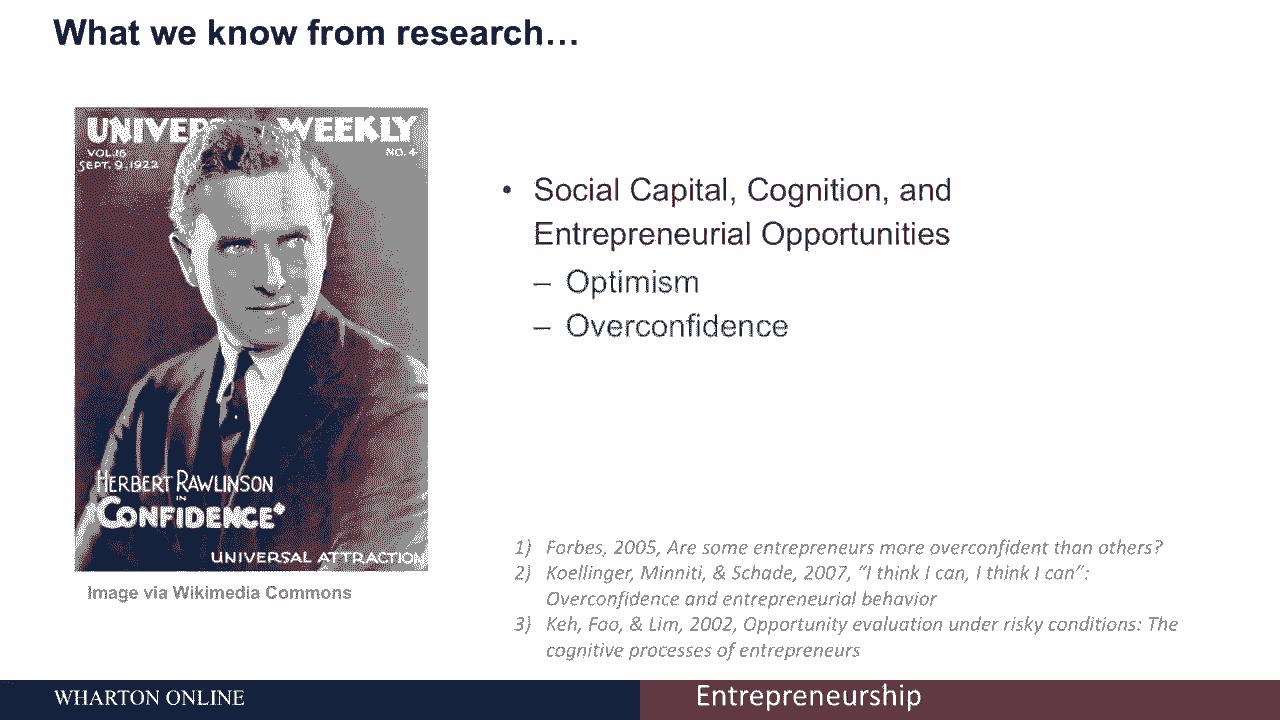 What we know from research…
UNIVERSAL WEEKLY
VOL.16
NO. 4
SEPT. 9, 1922
HERBERT RAWLINSON
IN
"CONFIDENCE"
UNIVERSAL ATTRACTION
Image via Wikimedia Commons
• Social Capital, Cognition, and
Entrepreneurial Opportunities
– Optimism
– Overconfidence
1) Forbes, 2005, Are some entrepreneurs more overconfident than others?
2) Koellinger, Minniti, & Schade, 2007, “I think I can, I think I can”:
Overconfidence and entrepreneurial behavior
3) Keh, Foo, & Lim, 2002, Opportunity evaluation under risky conditions: The
cognitive processes of entrepreneurs
WHARTON ONLINE
Entrepreneurship